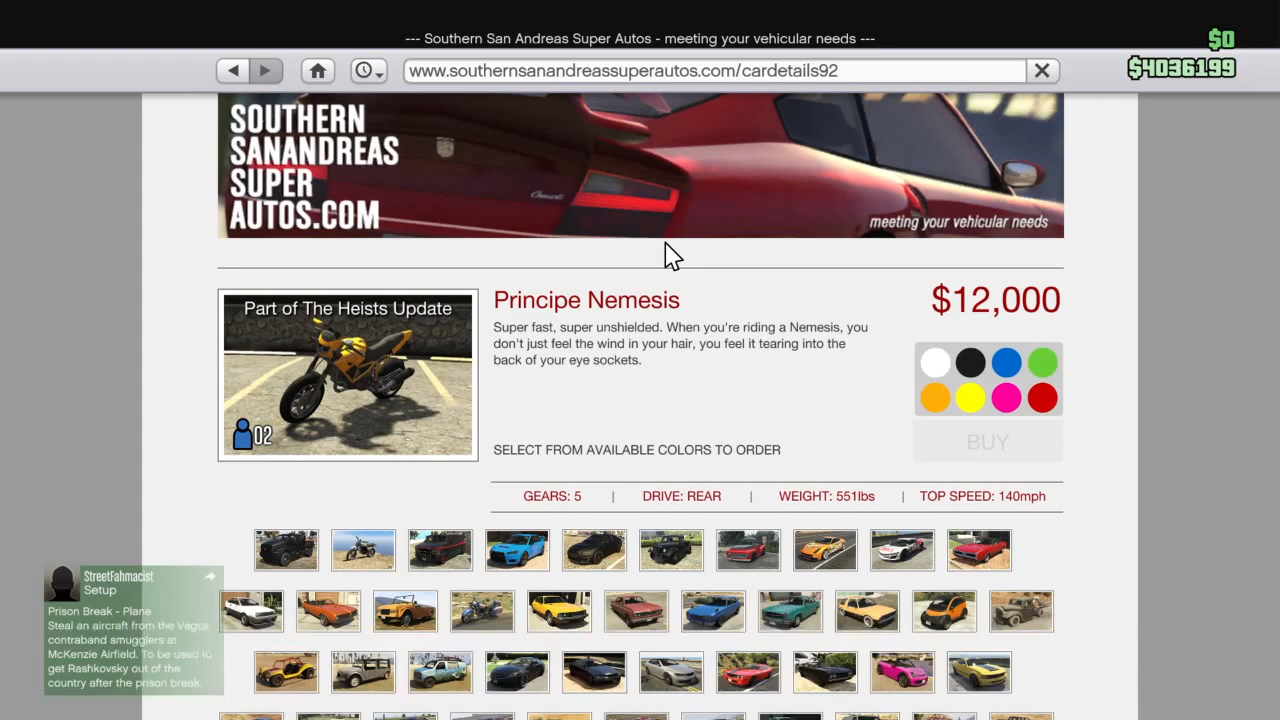 --- Southern San Andreas Super Autos - meeting your vehicular needs ---
$0
www.southernsanandreassuperautos.com/cardetails92
$4036199
SOUTHERN
SANANDREAS
SUPER
AUTOS.COM
meeting your vehicular needs
Part of The Heists Update
02
Principe Nemesis
$12,000
Super fast, super unshielded. When you're riding a Nemesis, you
don't just feel the wind in your hair, you feel it tearing into the
back of your eye sockets.
SELECT FROM AVAILABLE COLORS TO ORDER
BUY
GEARS: 5 | DRIVE: REAR | WEIGHT: 551lbs | TOP SPEED: 140mph
StreetFahmacist
Setup
Prison Break - Plane
Steal an aircraft from the Vagos
contraband smugglers at
McKenzie Airfield. To be used to
get Rashkovsky out of the
country after the prison break.